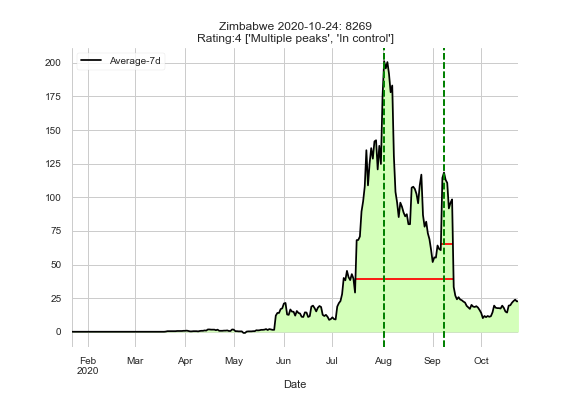 Zimbabwe 2020-10-24: 8269
Rating:4 ['Multiple peaks', 'In control']
Average-7d
200
175
150
125
100
75
50
25
0
Feb Mar Apr May Jun Jul Aug Sep Oct
2020
Date